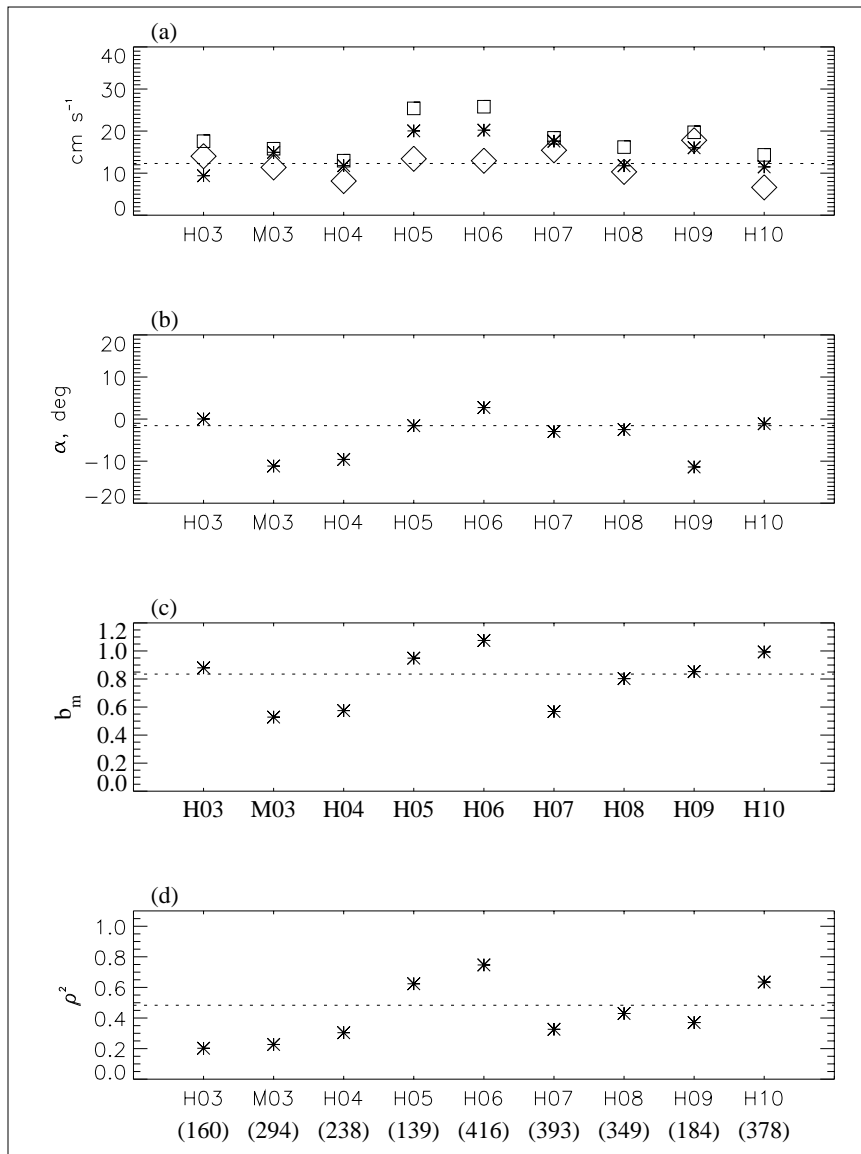 (a)
40
30
20
10
0
cm s⁻¹
H03 M03 H04 H05 H06 H07 H08 H09 H10
(b)
20
10
0
-10
-20
α, deg
H03 M03 H04 H05 H06 H07 H08 H09 H10
(c)
1.2
1.0
0.8
0.6
0.4
0.2
0.0
b_m
H03 M03 H04 H05 H06 H07 H08 H09 H10
(d)
1.0
0.8
0.6
0.4
0.2
0.0
ρ²
H03 M03 H04 H05 H06 H07 H08 H09 H10
(160) (294) (238) (139) (416) (393) (349) (184) (378)